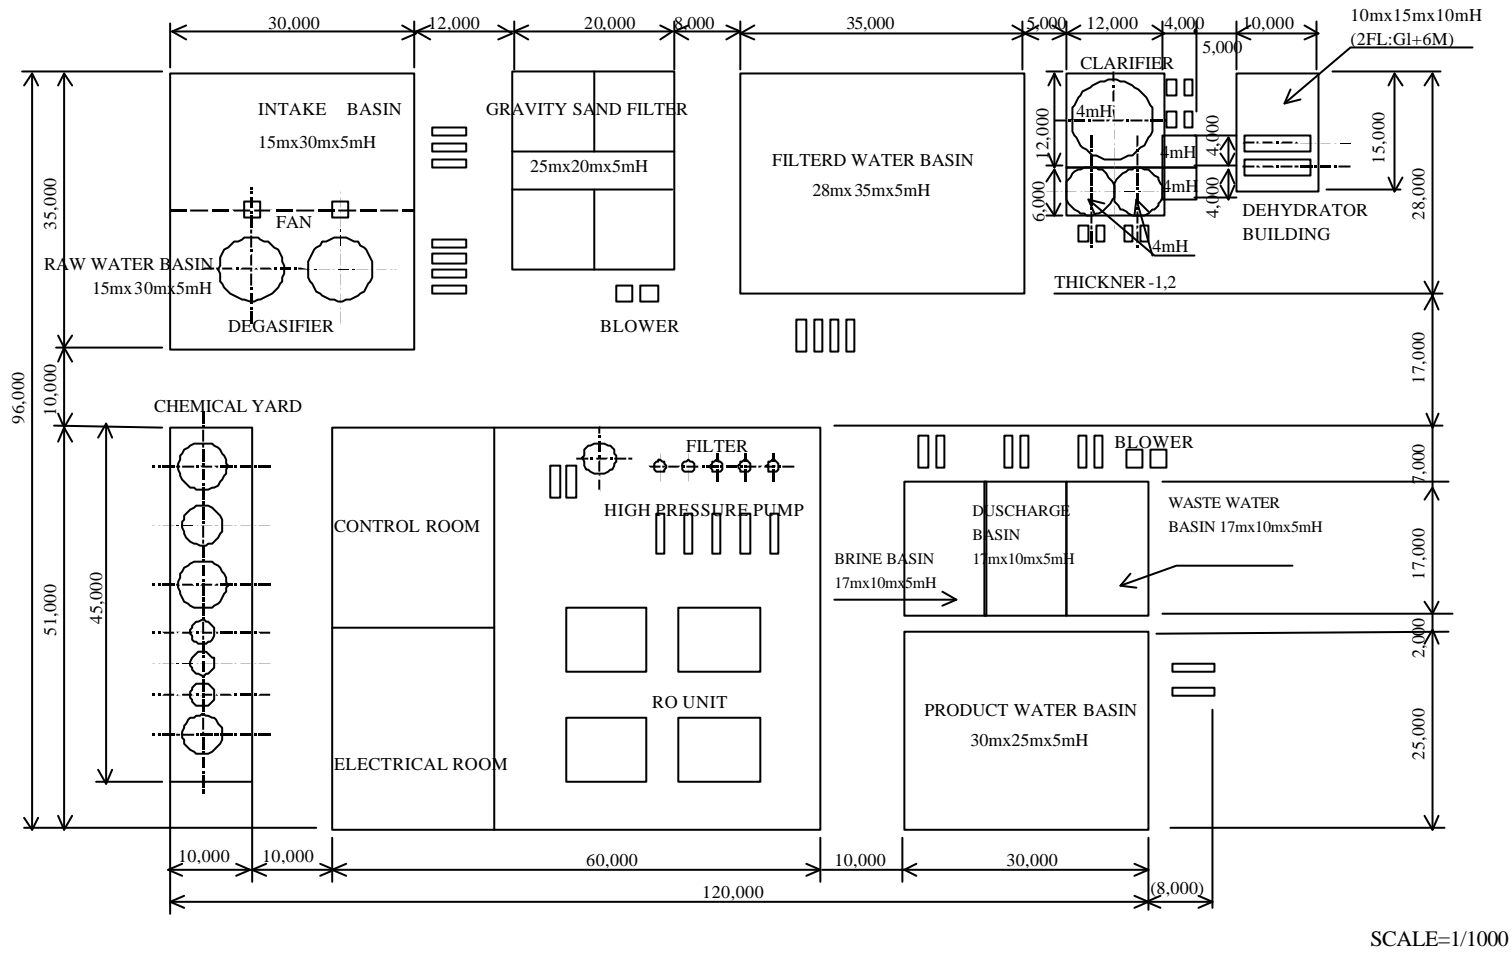 30,000
12,000
20,000
8,000
35,000
5,000
12,000
4,000
5,000
10,000
10mx15mx10mH
(2FL:Gl+6M)
CLARIFIER
INTAKE BASIN
15mx30mx5mH
GRAVITY SAND FILTER
25mx20mx5mH
FILTERD WATER BASIN
28mx35mx5mH
4mH
4mH
4mH
4mH
12,000
6,000
4,000
4,000
15,000
28,000
DEHYDRATOR
BUILDING
THICKNER-1,2
FAN
RAW WATER BASIN
15mx30mx5mH
DEGASIFIER
BLOWER
96,000
35,000
10,000
51,000
45,000
17,000
CHEMICAL YARD
FILTER
HIGH PRESSURE PUMP
CONTROL ROOM
BLOWER
7,000
DUSCHARGE
BASIN
17mx10mx5mH
WASTE WATER
BASIN 17mx10mx5mH
BRINE BASIN
17mx10mx5mH
17,000
2,000
RO UNIT
ELECTRICAL ROOM
PRODUCT WATER BASIN
30mx25mx5mH
25,000
10,000
10,000
60,000
10,000
30,000
120,000
(8,000)
SCALE=1/1000